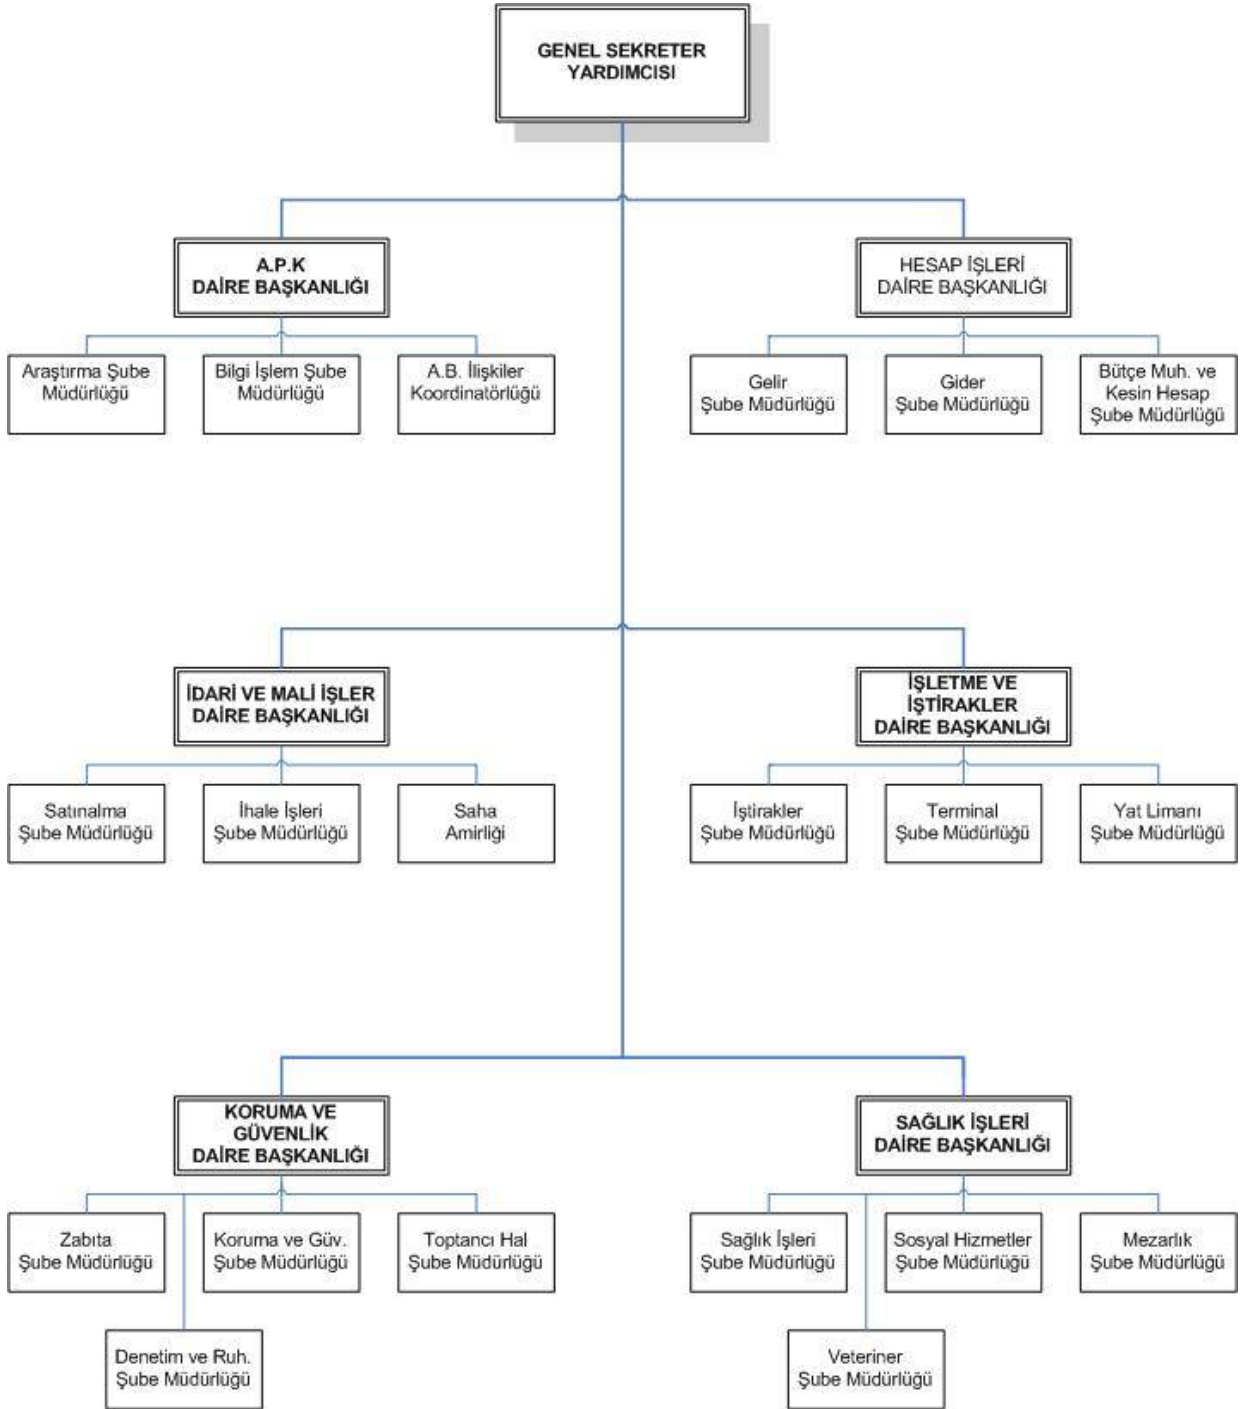 GENEL SEKRETER
YARDIMCISI
A.P.K
DAİRE BAŞKANLIĞI
HESAP İŞLERİ
DAİRE BAŞKANLIĞI
Araştırma Şube
Müdürlüğü
Bilgi İşlem Şube
Müdürlüğü
A.B. İlişkiler
Koordinatörlüğü
Gelir
Şube Müdürlüğü
Gider
Şube Müdürlüğü
Bütçe Muh. ve
Kesin Hesap
Şube Müdürlüğü
İDARİ VE MALİ İŞLER
DAİRE BAŞKANLIĞI
İŞLETME VE
İŞTİRAKLER
DAİRE BAŞKANLIĞI
Satınalma
Şube Müdürlüğü
İhale İşleri
Şube Müdürlüğü
Saha
Amirliği
İştirakler
Şube Müdürlüğü
Terminal
Şube Müdürlüğü
Yat Limanı
Şube Müdürlüğü
KORUMA VE
GÜVENLİK
DAİRE BAŞKANLIĞI
SAĞLIK İŞLERİ
DAİRE BAŞKANLIĞI
Zabıta
Şube Müdürlüğü
Koruma ve Güv.
Şube Müdürlüğü
Toptancı Hal
Şube Müdürlüğü
Sağlık İşleri
Şube Müdürlüğü
Sosyal Hizmetler
Şube Müdürlüğü
Mezarlık
Şube Müdürlüğü
Denetim ve Ruh.
Şube Müdürlüğü
Veteriner
Şube Müdürlüğü